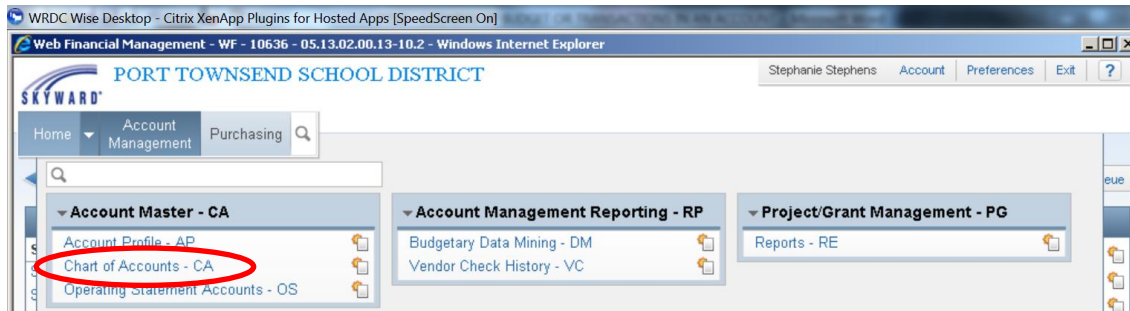 WRDC Wise Desktop - Citrix XenApp Plugins for Hosted Apps [SpeedScreen On]
Web Financial Management - WF - 10636 - 05.13.02.00.13-10.2 - Windows Internet Explorer
SKYWARD
PORT TOWNSEND SCHOOL DISTRICT
Stephanie Stephens Account Preferences Exit ?
Home Account Management Purchasing
eue
Account Master - CA
Account Profile - AP
Chart of Accounts - CA
Operating Statement Accounts - OS
Account Management Reporting - RP
Budgetary Data Mining - DM
Vendor Check History - VC
Project/Grant Management - PG
Reports - RE